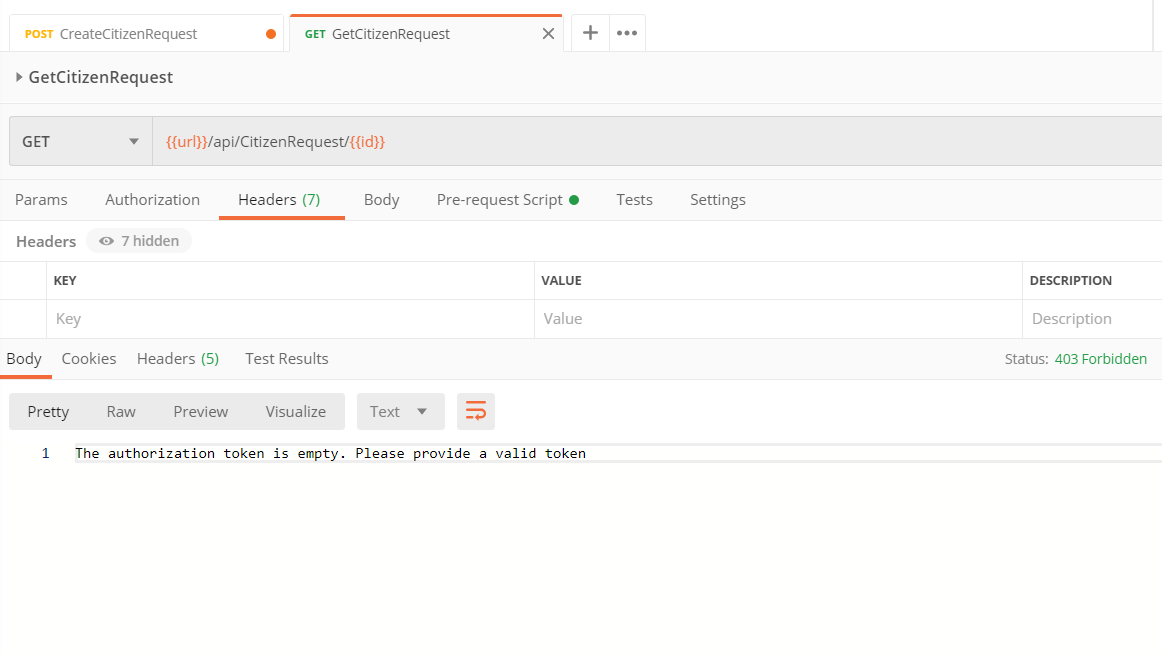 POST CreateCitizenRequest GET GetCitizenRequest
GetCitizenRequest
GET {{url}}/api/CitizenRequest/{{id}}
Params Authorization Headers (7) Body Pre-request Script Tests Settings
Headers 7 hidden
KEY VALUE DESCRIPTION
Key Value Description
Body Cookies Headers (5) Test Results Status: 403 Forbidden
Pretty Raw Preview Visualize Text
1 The authorization token is empty. Please provide a valid token